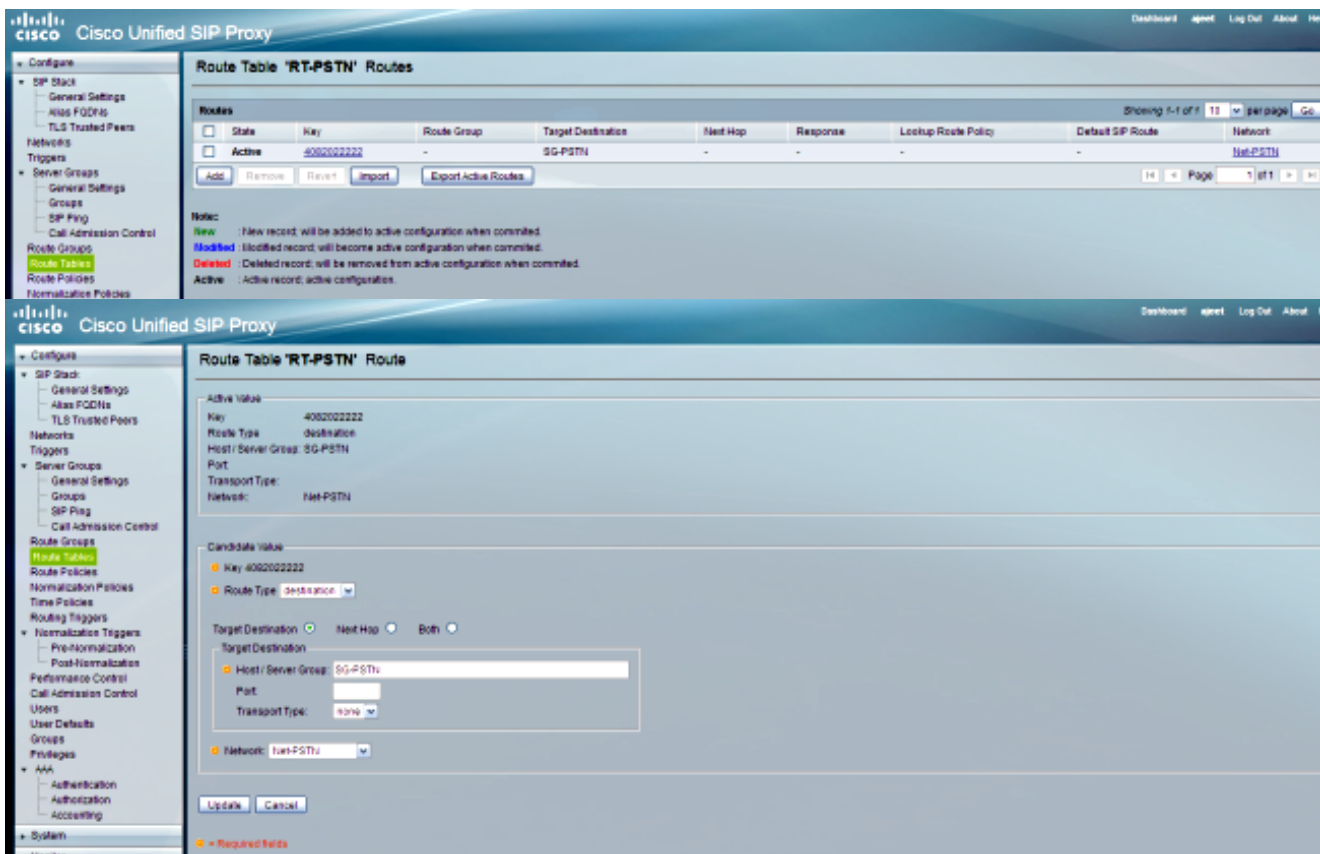 Dashboard ajeet Log Out About He
CISCO Cisco Unified SIP Proxy
Configure
SIP Stack
General Settings
Alias FQDNs
TLS Trusted Peers
Networks
Triggers
Server Groups
General Settings
Groups
SIP Ping
Call Admission Control
Route Groups
Route Tables
Route Policies
Normalization Policies
Route Table 'RT-PSTN' Routes
Routes Showing 1-1 of 1 10 per page Go
State Key Route Group Target Destination Next Hop Response Lookup Route Policy Default SIP Route Network
Active 4082022222 - SG-PSTN - - - - Net-PSTN
Add Remove Revert Import Export Active Routes Page 1 of 1
Note:
New : New record; will be added to active configuration when commited.
Modified : Modified record; will become active configuration when commited.
Deleted : Deleted record; will be removed from active configuration when commited.
Active : Active record; active configuration.
Dashboard ajeet Log Out About
CISCO Cisco Unified SIP Proxy
Configure
SIP Stack
General Settings
Alias FQDNs
TLS Trusted Peers
Networks
Triggers
Server Groups
General Settings
Groups
SIP Ping
Call Admission Control
Route Groups
Route Tables
Route Policies
Normalization Policies
Time Policies
Routing Triggers
Normalization Triggers
Pre-Normalization
Post-Normalization
Performance Control
Call Admission Control
Users
User Defaults
Groups
Privileges
AAA
Authentication
Authorization
Accounting
System
Route Table 'RT-PSTN' Route
Active Value
Key 4082022222
Route Type destination
Host / Server Group: SG-PSTN
Port:
Transport Type:
Network: Net-PSTN
Candidate Value
Key 4082022222
Route Type destination
Target Destination Next Hop Both
Target Destination
Host / Server Group: SG-PSTN
Port:
Transport Type: none
Network: Net-PSTN
Update Cancel
= Required fields